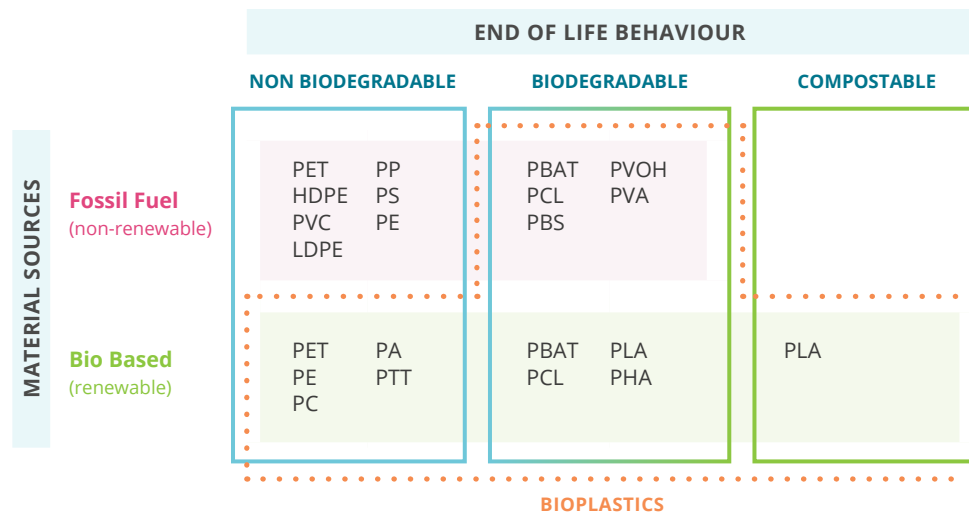 END OF LIFE BEHAVIOUR
NON BIODEGRADABLE
BIODEGRADABLE
COMPOSTABLE
MATERIAL SOURCES
Fossil Fuel
(non-renewable)
PET PP
HDPE PS
PVC PE
LDPE
PBAT PVOH
PCL PVA
PBS
Bio Based
(renewable)
PET PA
PE PTT
PC
PBAT PLA
PCL PHA
PLA
BIOPLASTICS